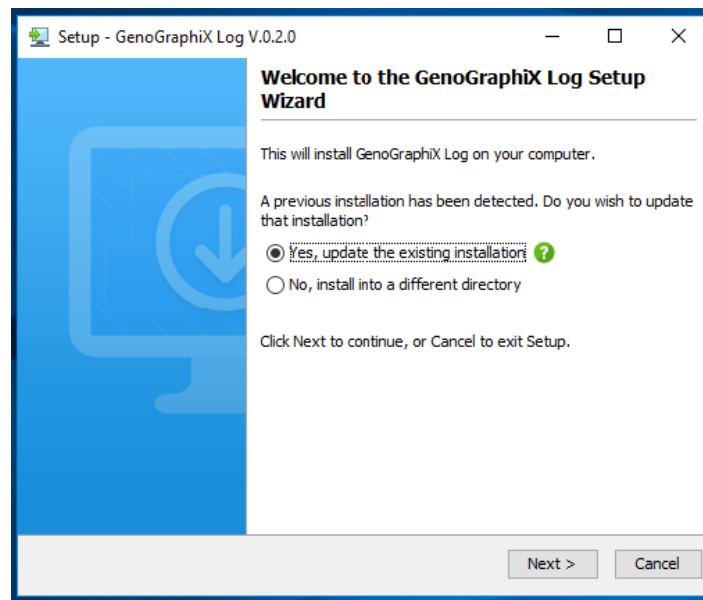 Setup - GenoGraphiX Log V.0.2.0
Welcome to the GenoGraphiX Log Setup
Wizard
This will install GenoGraphiX Log on your computer.
A previous installation has been detected. Do you wish to update
that installation?
Yes, update the existing installation ?
No, install into a different directory
Click Next to continue, or Cancel to exit Setup.
Next > Cancel